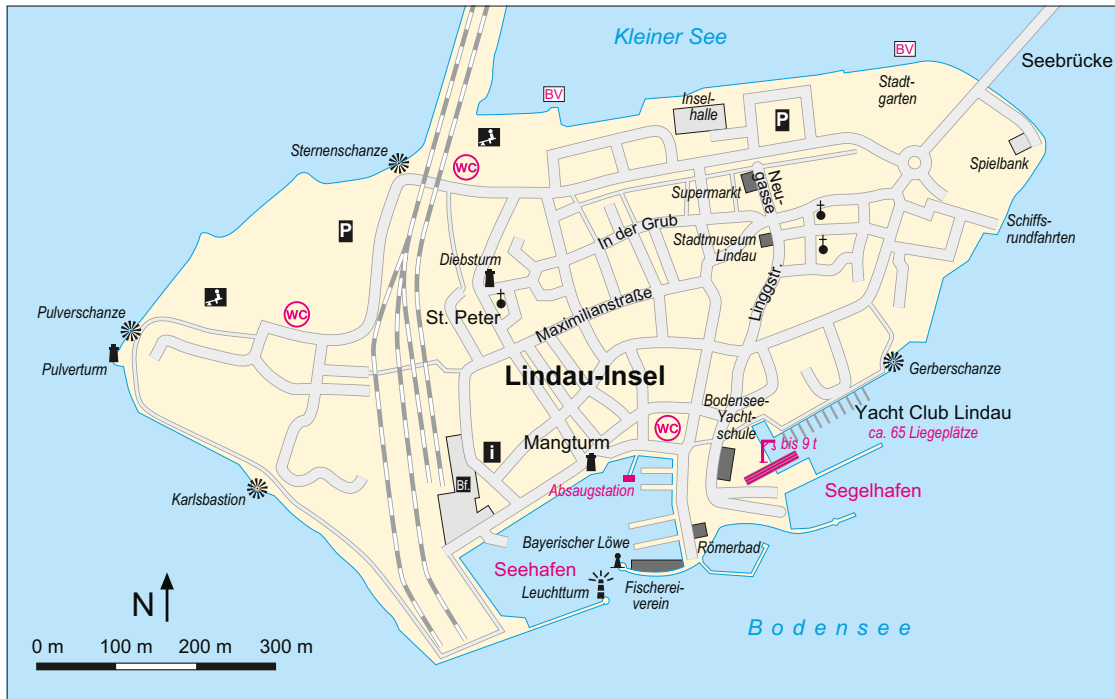 Kleiner See
Seebrücke
BV
BV
Stadt-
garten
Insel-
halle
P
Spielbank
Sternenschanze
WC
Supermarkt
Neu-
gasse
In der Grub
Stadtmuseum
Lindau
Schiffs-
rundfahrten
P
Diebsturm
Linggstr.
Maximilianstraße
St. Peter
WC
Pulverschanze
Pulverturm
Lindau-Insel
Gerberschanze
Bodensee-
Yacht-
schule
Yacht Club Lindau
ca. 65 Liegeplätze
WC
bis 9 t
i
Mangturm
Bf.
Absaugstation
Segelhafen
Karlsbastion
Bayerischer Löwe
Römerbad
Seehafen
Leuchtturm
Fischerei-
verein
N
Bodensee
0 m 100 m 200 m 300 m